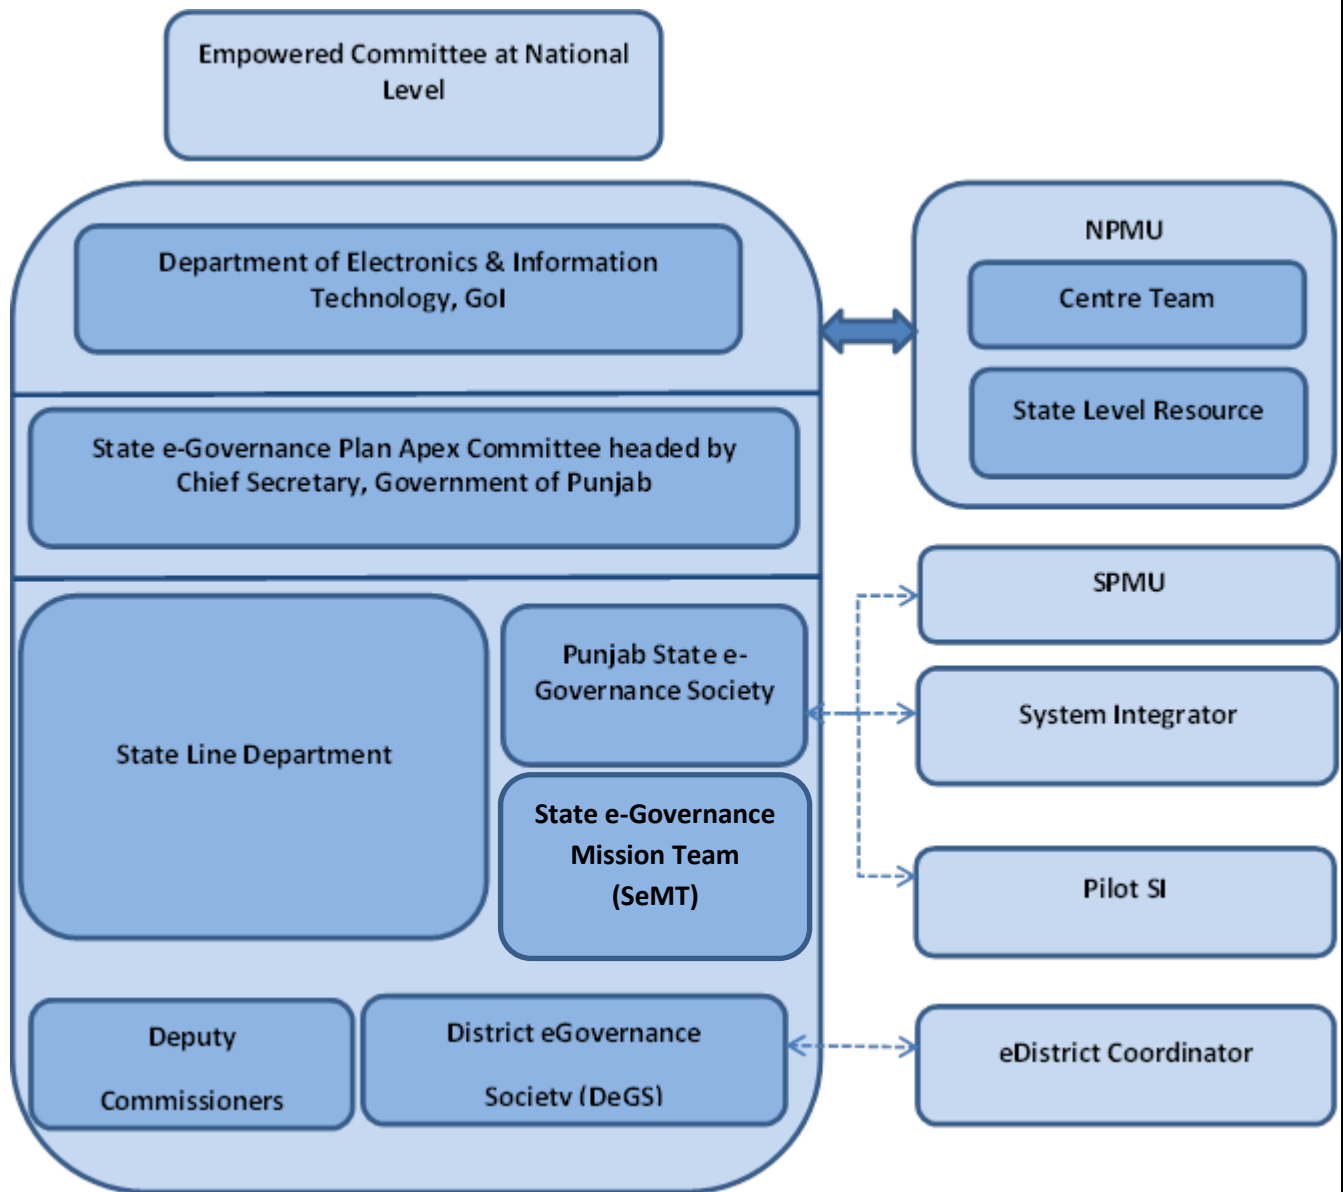 Empowered Committee at National
Level
Department of Electronics & Information
Technology, GoI
NPMU
Centre Team
State Level Resource
State e-Governance Plan Apex Committee headed by
Chief Secretary, Government of Punjab
State Line Department
Punjab State e-
Governance Society
State e-Governance
Mission Team
(SeMT)
SPMU
System Integrator
Pilot SI
Deputy
Commissioners
District eGovernance
Society (DeGS)
eDistrict Coordinator